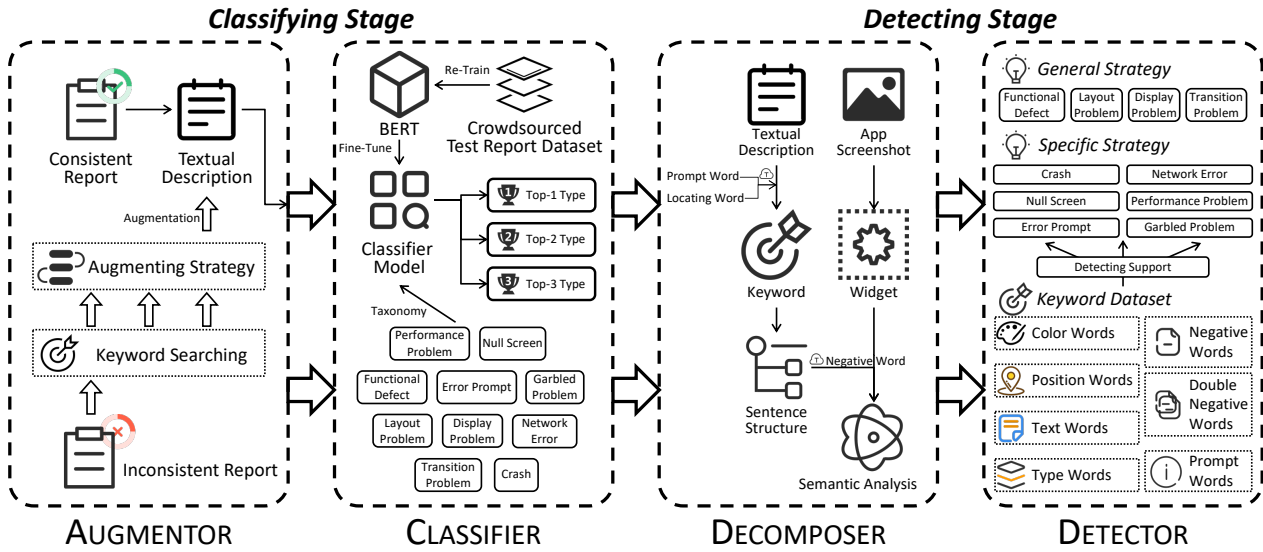 Classifying Stage
Detecting Stage
Consistent
Report
Textual
Description
Augmentation
Augmenting Strategy
Keyword Searching
Inconsistent Report
AUGMENTOR
Re-Train
BERT
Crowdsourced
Test Report Dataset
Fine-Tune
1 Top-1 Type
2 Top-2 Type
3 Top-3 Type
Classifier
Model
Taxonomy
Performance
Problem
Null Screen
Functional
Defect
Error Prompt
Garbled
Problem
Layout
Problem
Display
Problem
Network
Error
Transition
Problem
Crash
CLASSIFIER
Textual
Description
App
Screenshot
Prompt Word
T
Locating Word
Keyword
Widget
T Negative Word
Sentence
Structure
Semantic Analysis
DECOMPOSER
General Strategy
Functional
Defect
Layout
Problem
Display
Problem
Transition
Problem
Specific Strategy
Crash
Network Error
Null Screen
Performance Problem
Error Prompt
Garbled Problem
Detecting Support
Keyword Dataset
Color Words
Negative
Words
Position Words
Double
Negative
Words
Text Words
Type Words
Prompt
Words
DETECTOR